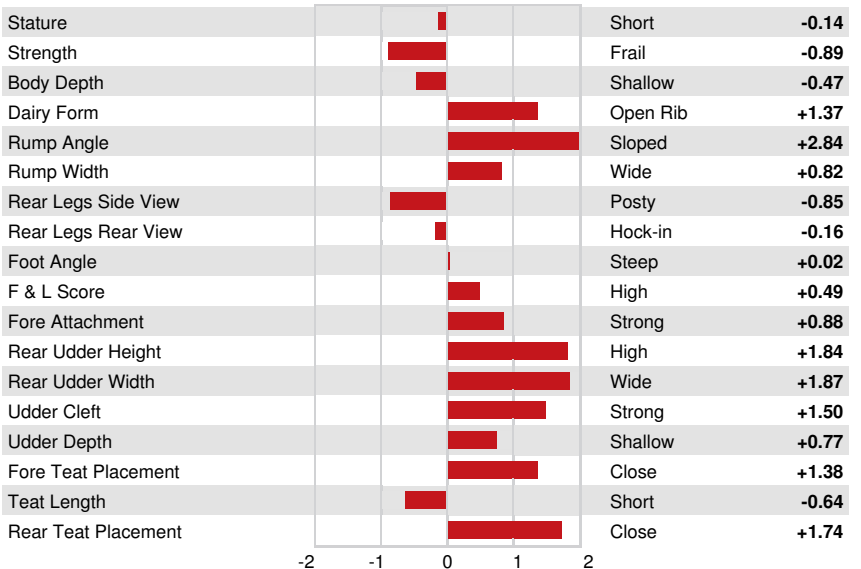 Stature Short -0.14
Strength Frail -0.89
Body Depth Shallow -0.47
Dairy Form Open Rib +1.37
Rump Angle Sloped +2.84
Rump Width Wide +0.82
Rear Legs Side View Posty -0.85
Rear Legs Rear View Hock-in -0.16
Foot Angle Steep +0.02
F & L Score High +0.49
Fore Attachment Strong +0.88
Rear Udder Height High +1.84
Rear Udder Width Wide +1.87
Udder Cleft Strong +1.50
Udder Depth Shallow +0.77
Fore Teat Placement Close +1.38
Teat Length Short -0.64
Rear Teat Placement Close +1.74
-2 -1 0 1 2